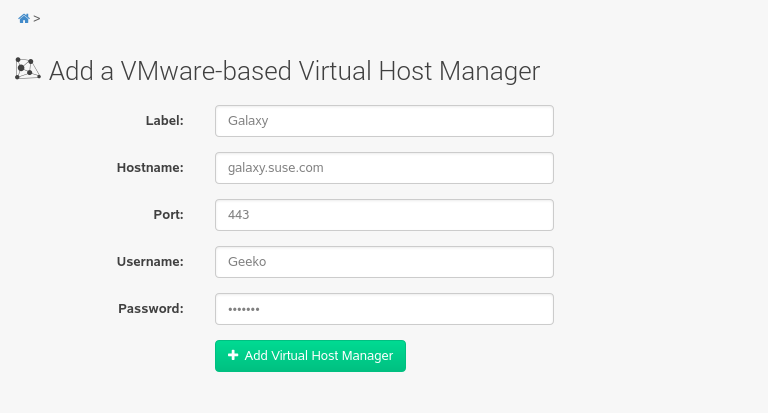 >
Add a VMware-based Virtual Host Manager
Label: Galaxy
Hostname: galaxy.suse.com
Port: 443
Username: Geeko
Password: •••••••
+ Add Virtual Host Manager